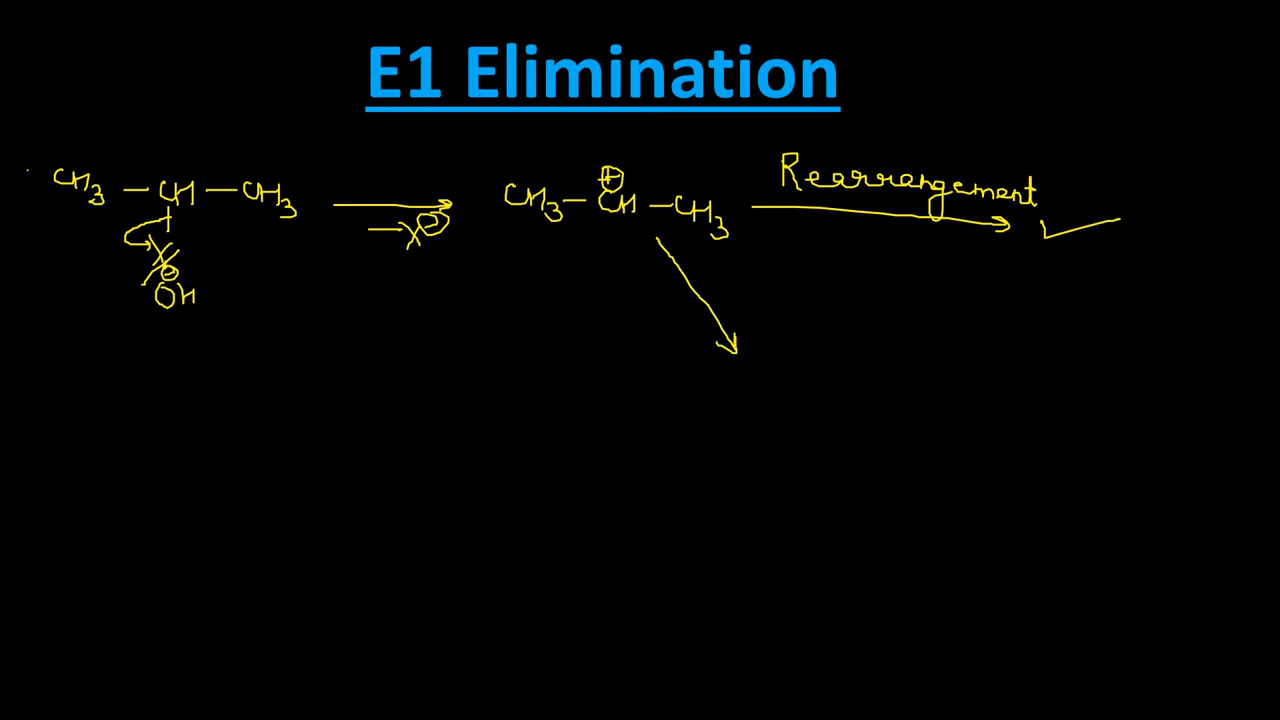 E1 Elimination
CH3 – CH – CH3 → CH3 – CH – CH3 Rearrangement
⊕
→ X⊖
X
⊖
OH